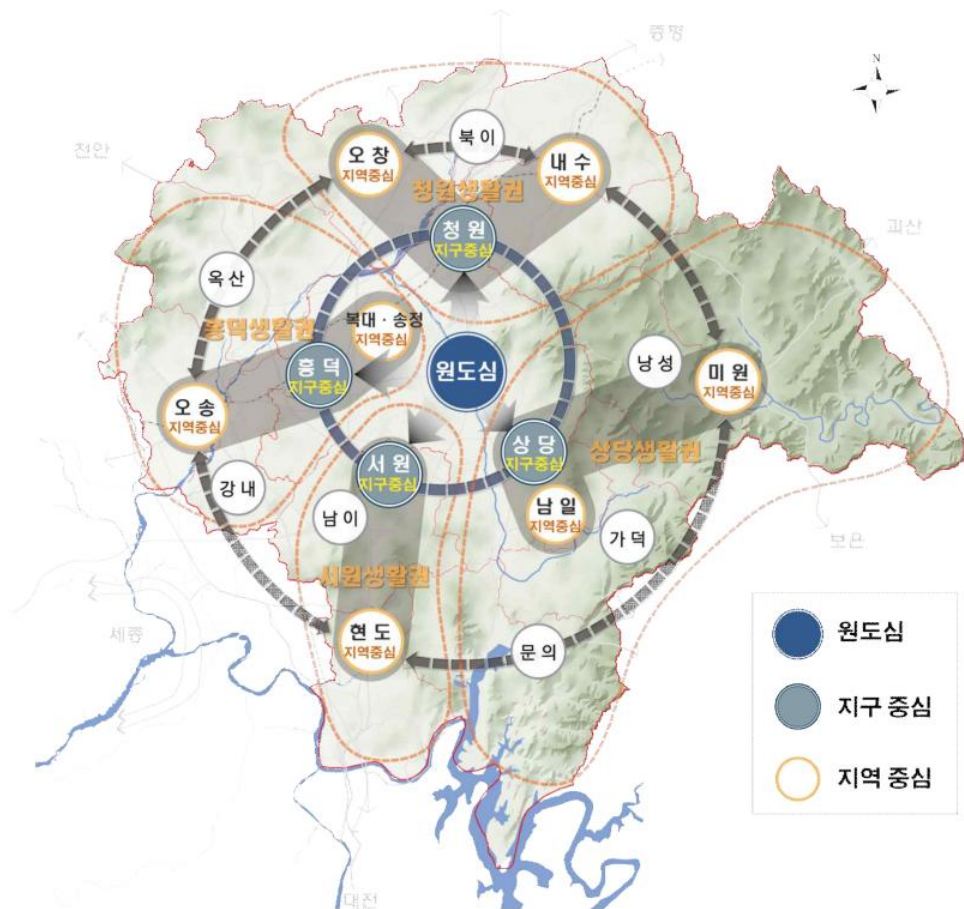 증평
N
북이
오창
지역중심
내수
지역중심
천안
청원생활권
청원
지구중심
괴산
옥산
복대·송정
지역중심
흥덕생활권
흥덕
지구중심
원도심
낭성
미원
지역중심
오송
지역중심
상당
지구중심
상당생활권
서원
지구중심
강내
남이
남일
지역중심
가덕
보은
서원생활권
세종
현도
지역중심
문의
원도심
지구 중심
지역 중심
대전